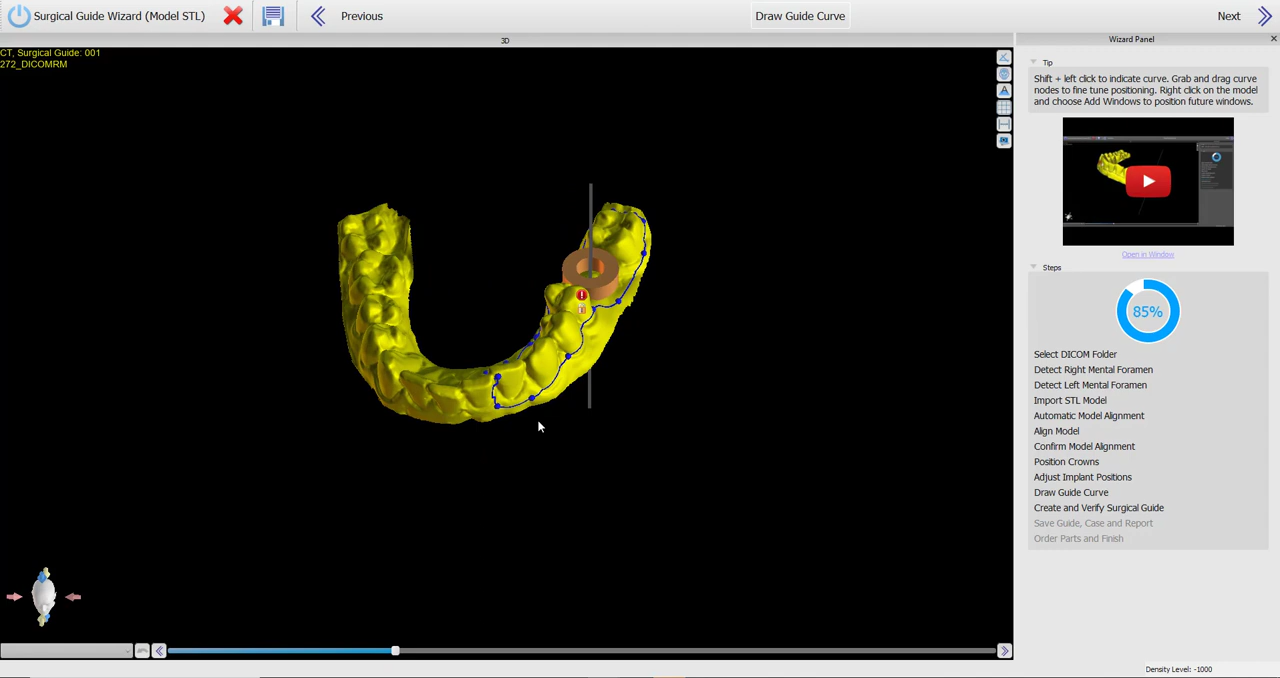 Surgical Guide Wizard (Model STL)
Previous
Draw Guide Curve
Next
3D
Wizard Panel
CT, Surgical Guide: 001
272_DICOMRM
Tip
Shift + left click to indicate curve. Grab and drag curve
nodes to fine tune positioning. Right click on the model
and choose Add Windows to position future windows.
Open in Window
Steps
85%
Select DICOM Folder
Detect Right Mental Foramen
Detect Left Mental Foramen
Import STL Model
Automatic Model Alignment
Align Model
Confirm Model Alignment
Position Crowns
Adjust Implant Positions
Draw Guide Curve
Create and Verify Surgical Guide
Save Guide, Case and Report
Order Parts and Finish
Density Level: -1000